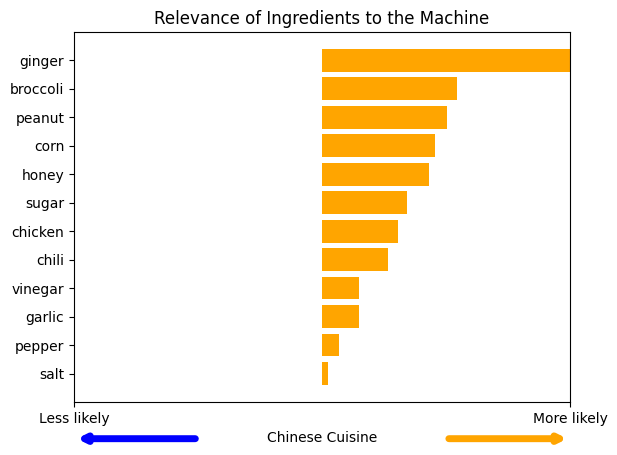 Relevance of Ingredients to the Machine
ginger
broccoli
peanut
corn
honey
sugar
chicken
chili
vinegar
garlic
pepper
salt
Less likely
More likely
Chinese Cuisine